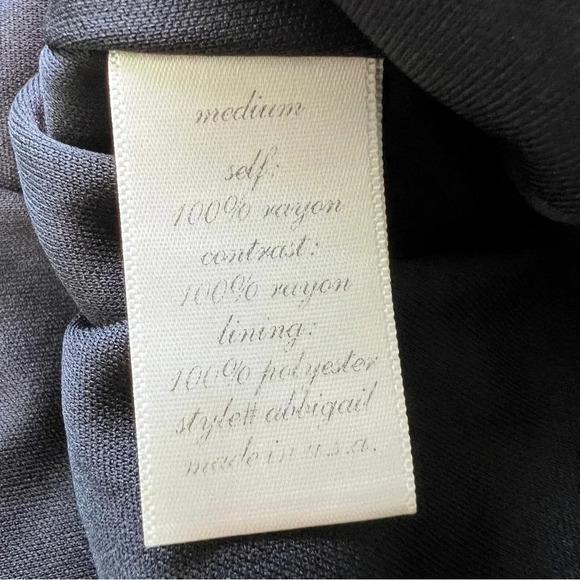 medium
self:
100% rayon
contrast:
100% rayon
lining:
100% polyester
style# abbigail
made in u.s.a.